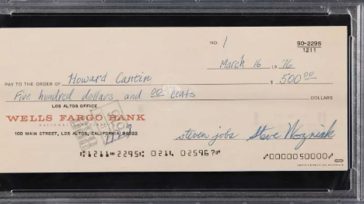 NO. 1
90-2295
1211
March 16 1976
PAY TO THE ORDER OF Howard Cantin $500.00
Five hundred dollars and 00 cents DOLLARS
LOS ALTOS OFFICE
WELLS FARGO BANK
100 MAIN STREET, LOS ALTOS, CALIFORNIA
steven jobs Steve Wozniak
⑆1211⑉2295⑆ 0214 025967⑈ ⑈0000050000⑈